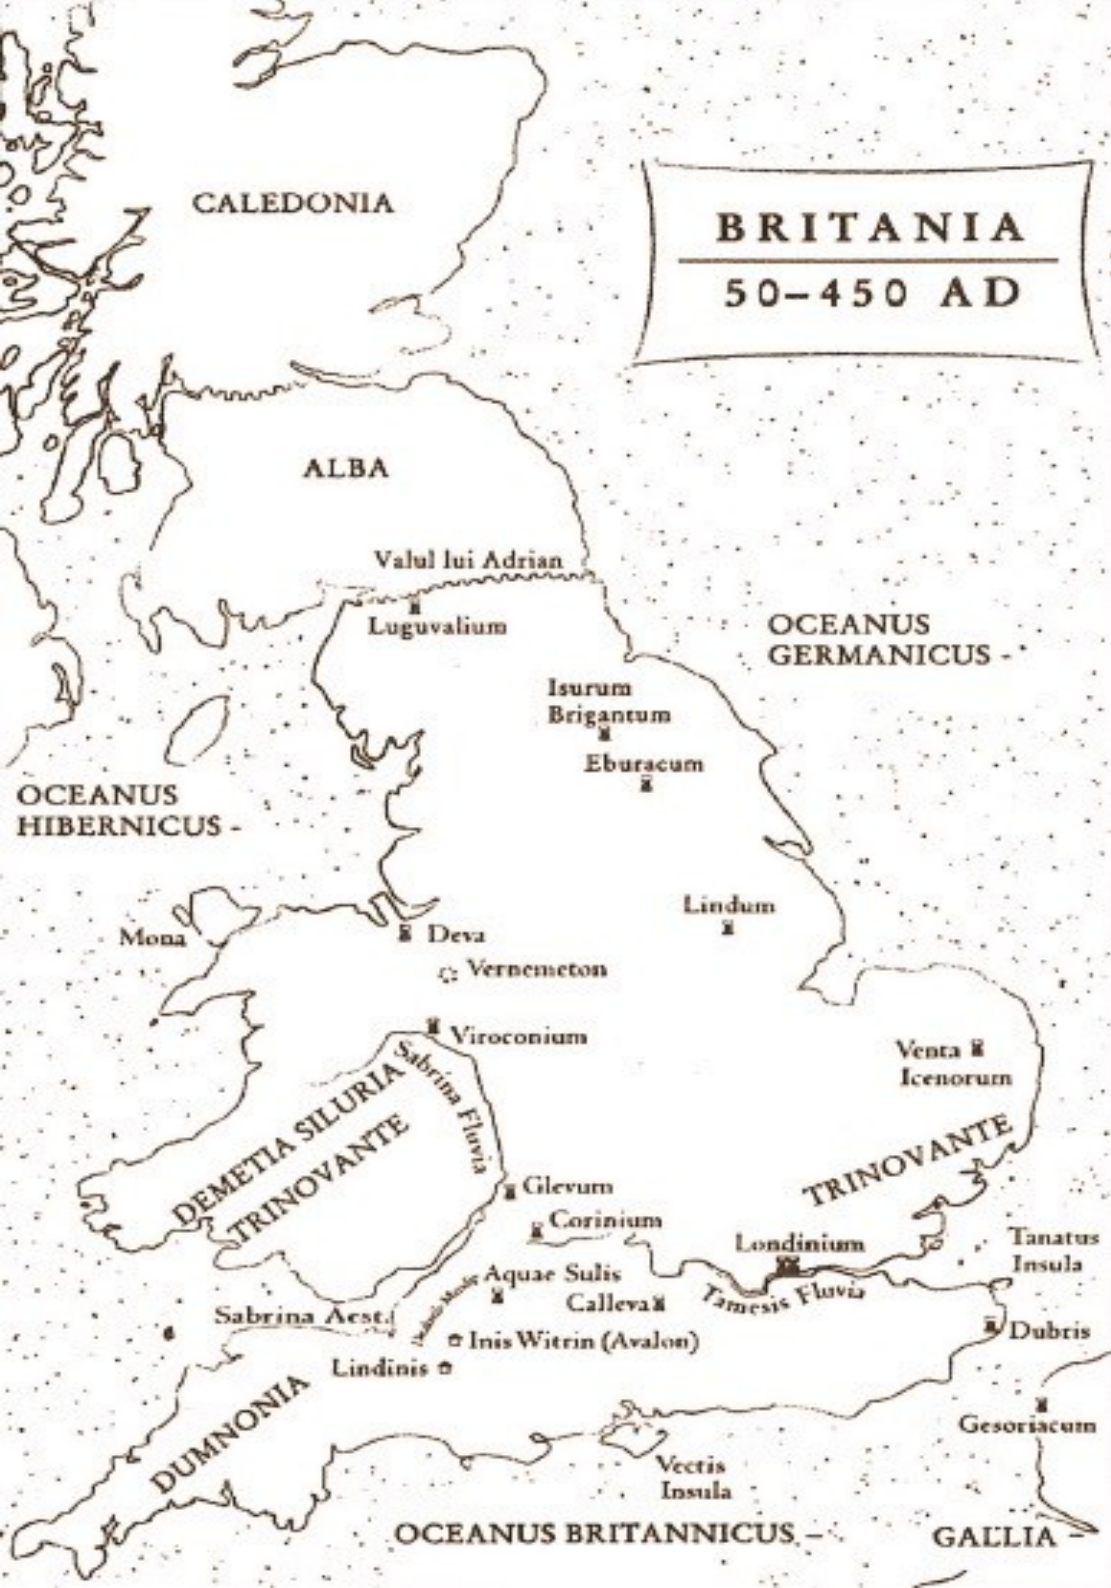 CALEDONIA
BRITANIA
50–450 AD
ALBA
Valul lui Adrian
Luguvalium
OCEANUS
GERMANICUS -
Isurum
Brigantum
Eburacum
OCEANUS
HIBERNICUS -
Lindum
Mona
Deva
Vernemeton
Viroconium
Venta
Icenorum
Sabrina Fluvia
DEMETIA SILURIA
TRINOVANTE
TRINOVANTE
Glevum
Corinium
Londinium
Tanatus
Insula
Aquae Sulis
Calleva
Tamesis Fluvia
Sabrina Aest.
Dubris
Inis Witrin (Avalon)
Lindinis
DUMNONIA
Gesoriacum
Vectis
Insula
OCEANUS BRITANNICUS -
GALLIA -